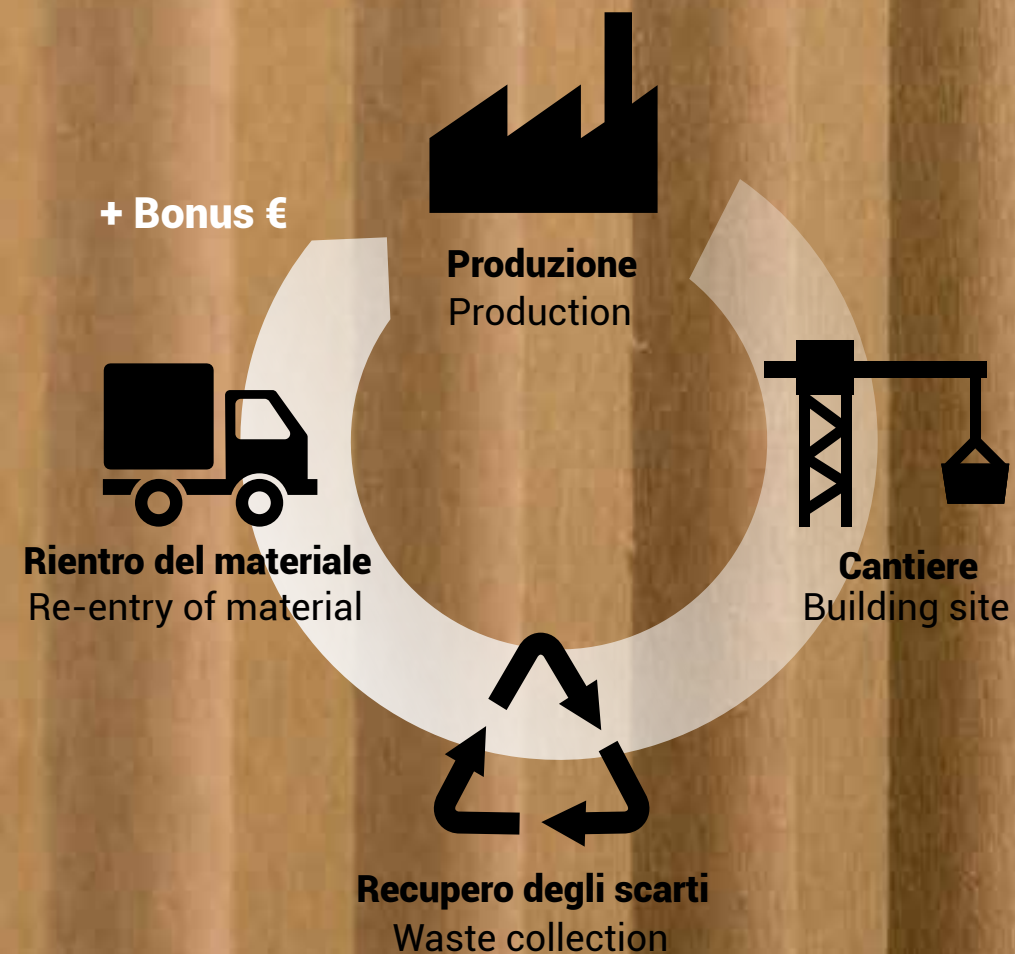 + Bonus €
Produzione
Production
Rientro del materiale
Re-entry of material
Cantiere
Building site
Recupero degli scarti
Waste collection